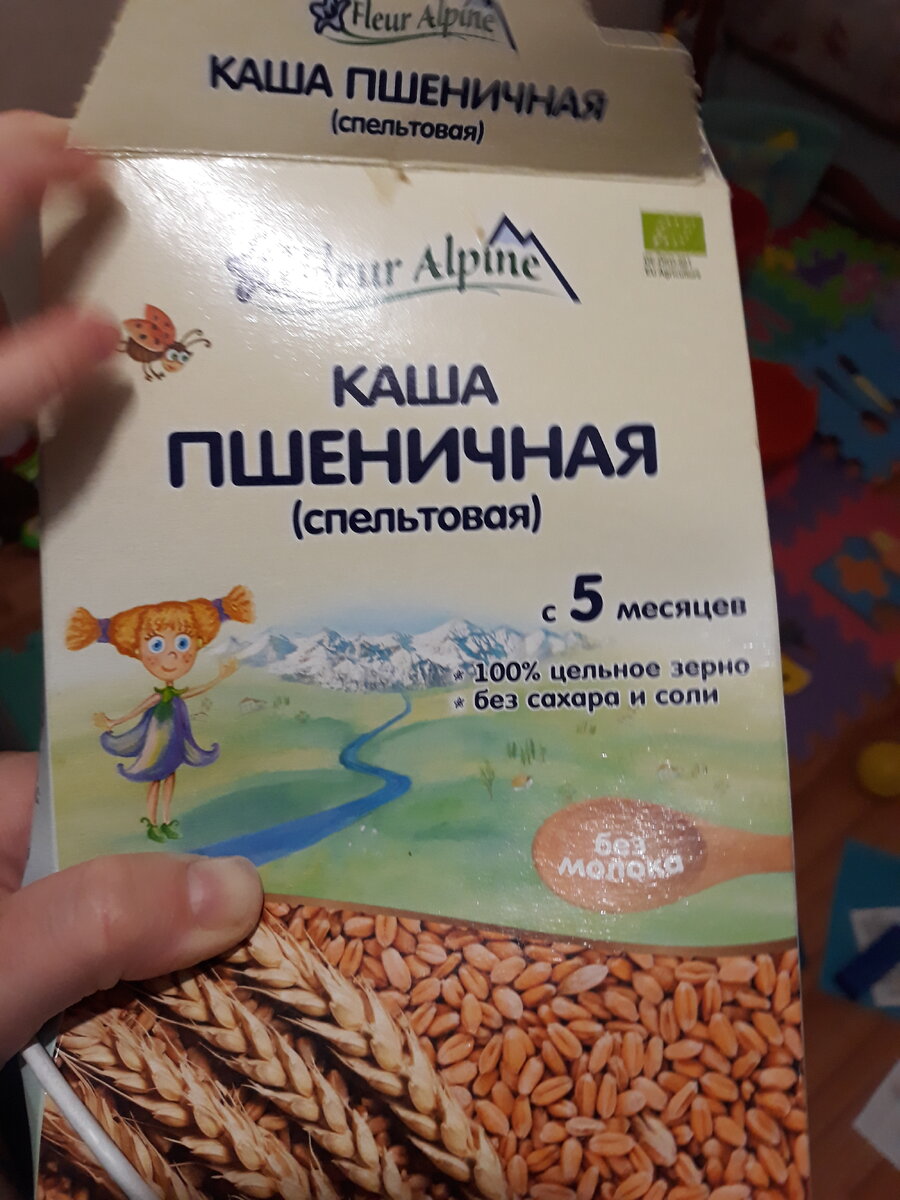 Fleur Alpine
КАША ПШЕНИЧНАЯ
(спельтовая)
Fleur Alpine
КАША
ПШЕНИЧНАЯ
(спельтовая)
с 5 месяцев
* 100% цельное зерно
* без сахара и соли
без
молока